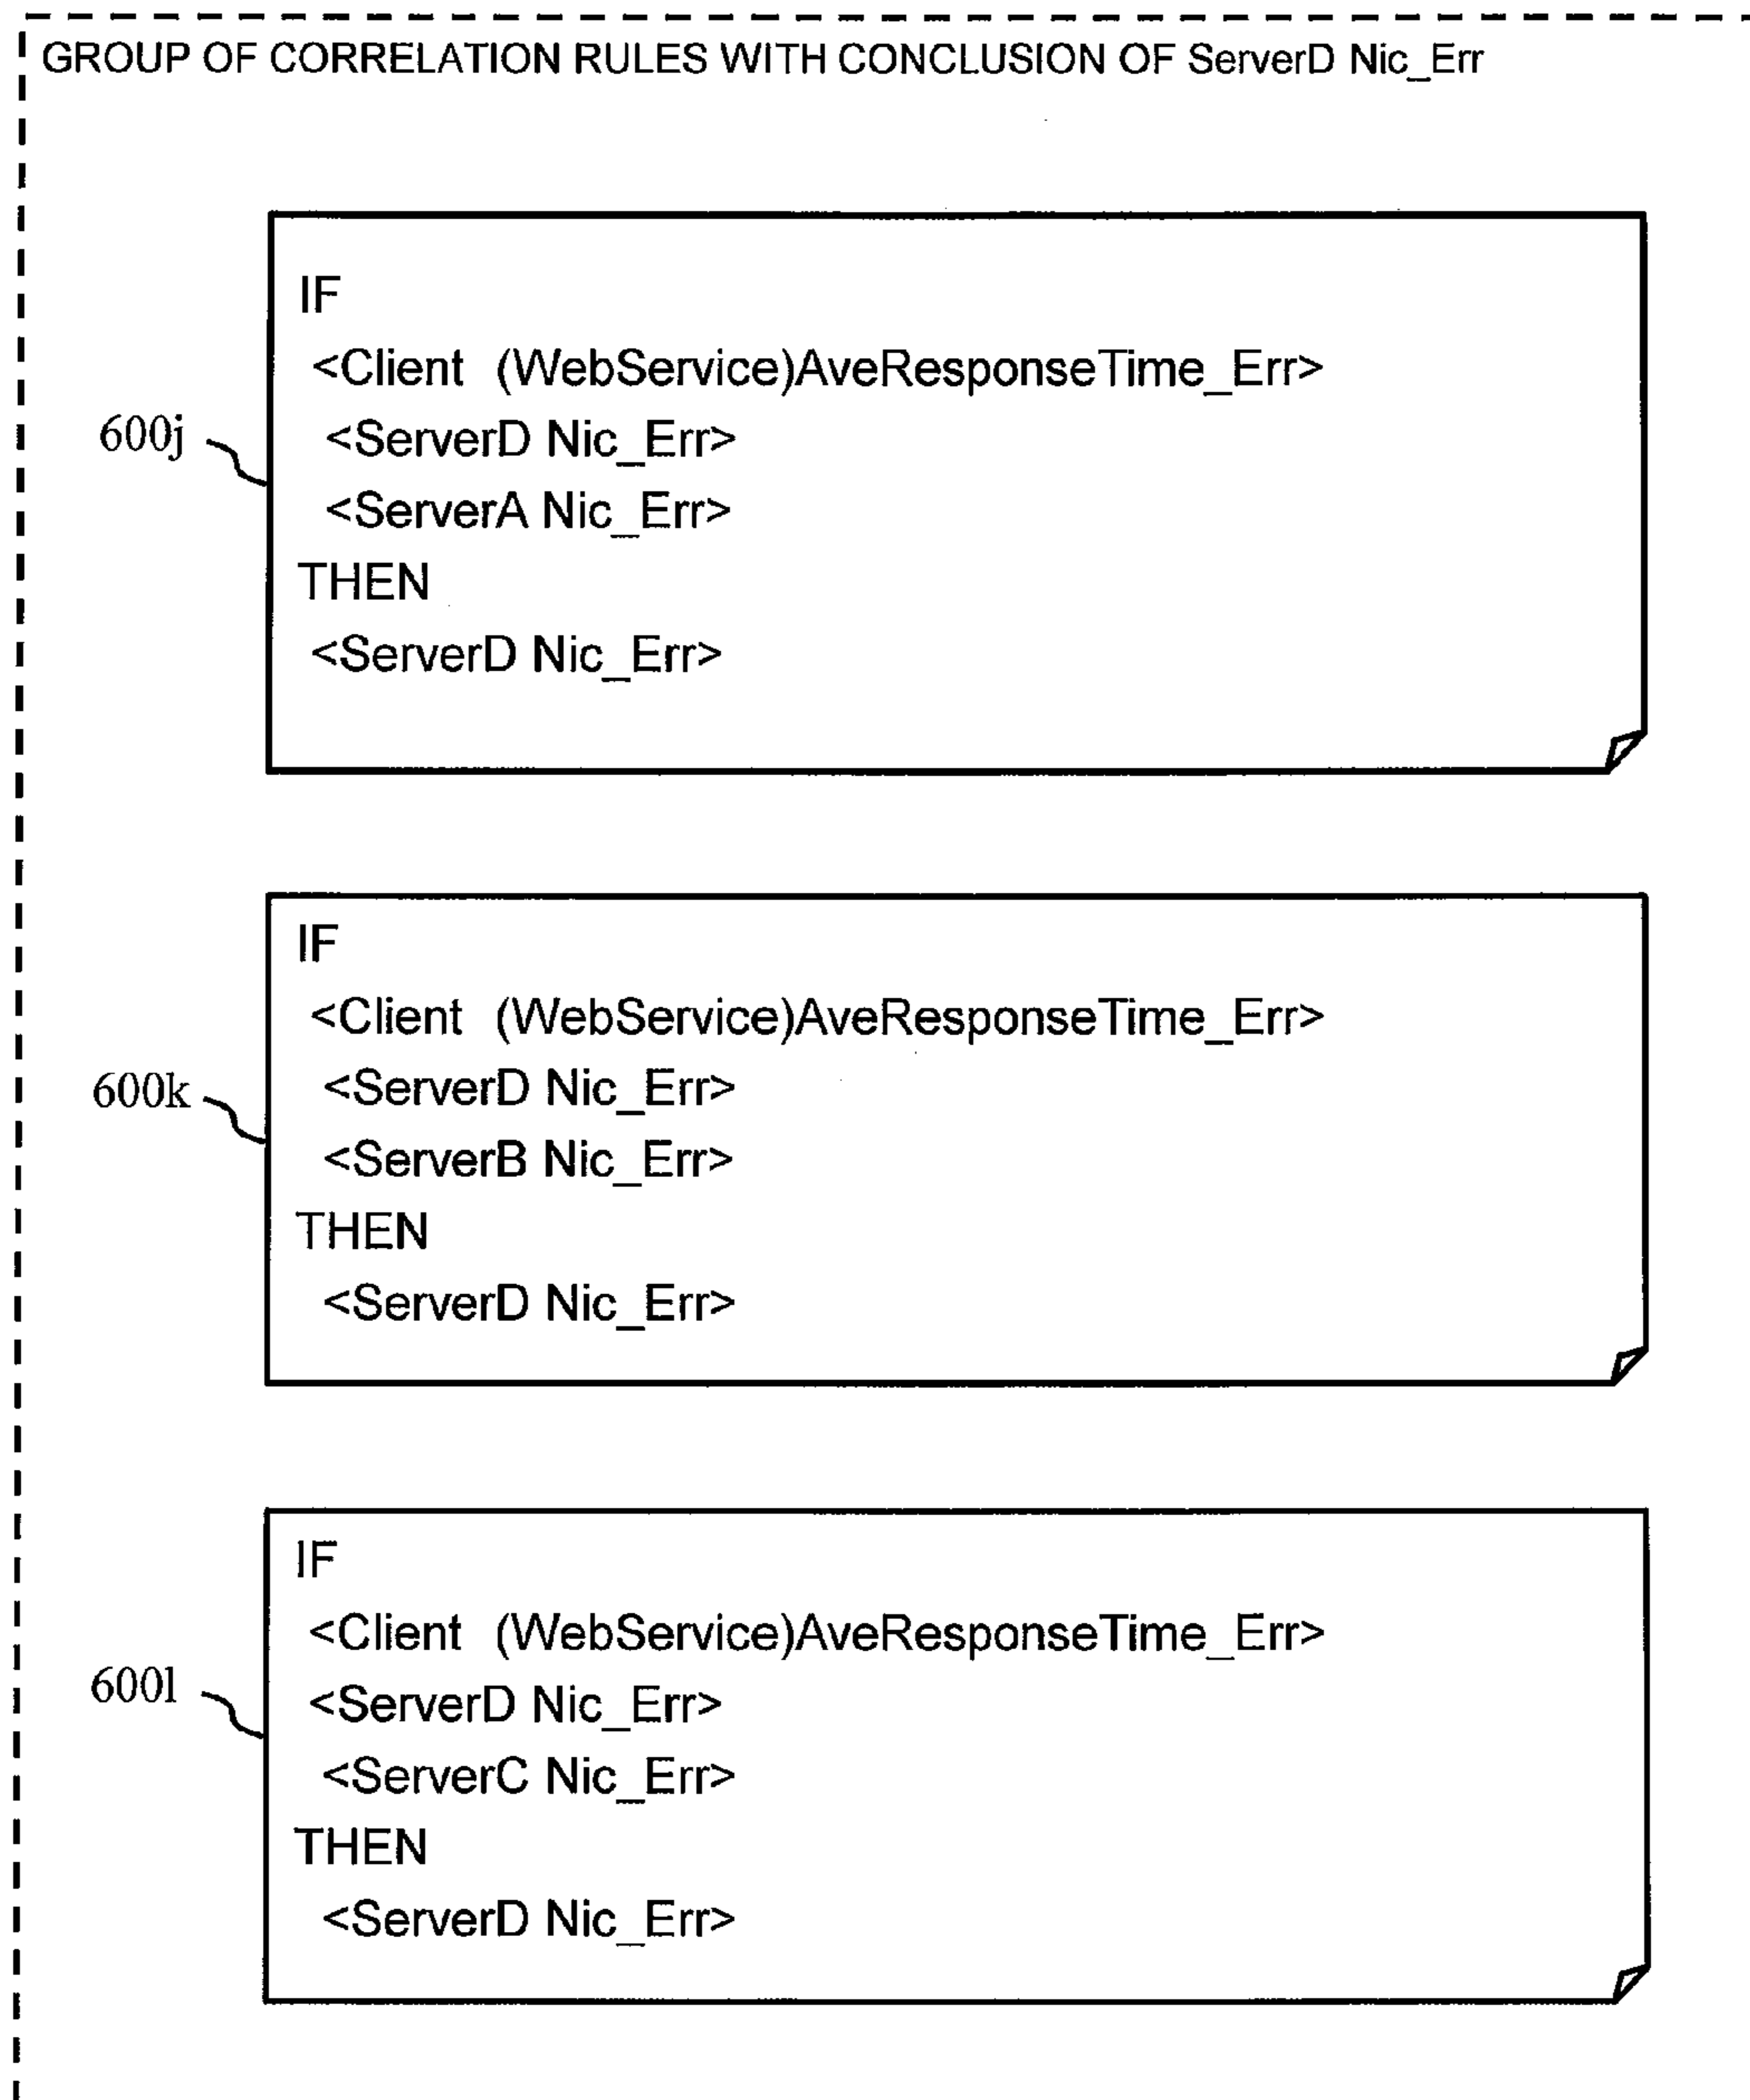 GROUP OF CORRELATION RULES WITH CONCLUSION OF ServerD Nic_Err
600j
IF
<Client (WebService)AveResponseTime_Err>
<ServerD Nic_Err>
<ServerA Nic_Err>
THEN
<ServerD Nic_Err>
600k
IF
<Client (WebService)AveResponseTime_Err>
<ServerD Nic_Err>
<ServerB Nic_Err>
THEN
<ServerD Nic_Err>
600l
IF
<Client (WebService)AveResponseTime_Err>
<ServerD Nic_Err>
<ServerC Nic_Err>
THEN
<ServerD Nic_Err>